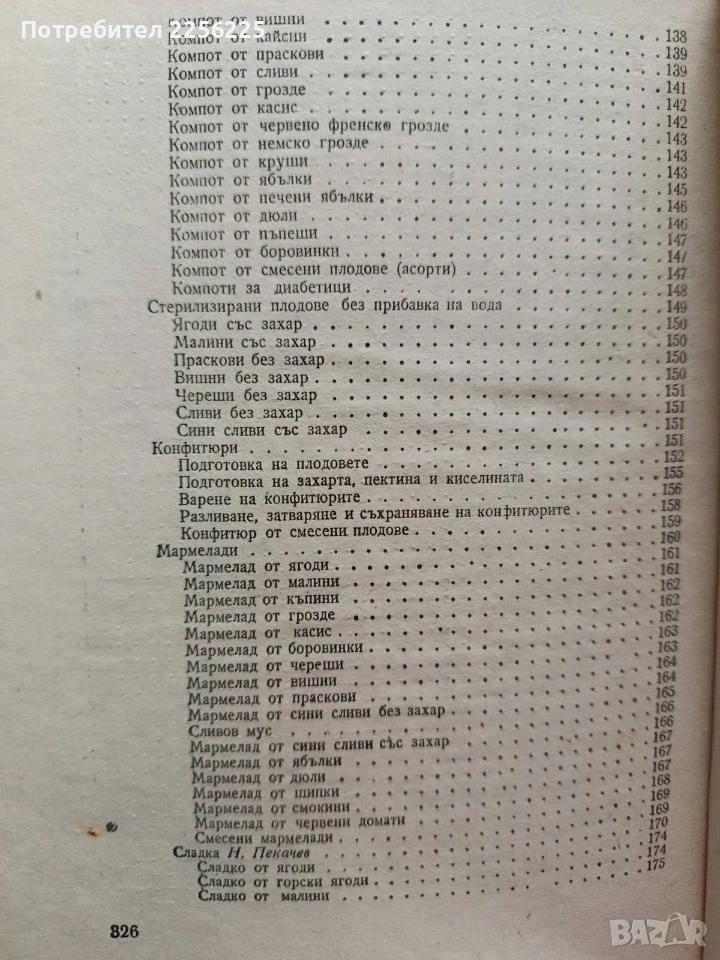 Потребител 2256225
Компот от вишни 138
Компот от кайсии 139
Компот от праскови 139
Компот от сливи 141
Компот от грозде 142
Компот от касис 142
Компот от червено френско грозде 143
Компот от немско грозде 143
Компот от круши 143
Компот от ябълки 145
Компот от печени ябълки 146
Компот от дюли 146
Компот от пъпеши 147
Компот от боровинки 147
Компот от смесени плодове (асорти) 147
Компоти за диабетици 148
Стерилизирани плодове без прибавка на вода 149
Ягоди със захар 150
Малини със захар 150
Праскови без захар 150
Вишни без захар 150
Череши без захар 151
Сливи без захар 151
Сини сливи със захар 151
Конфитюри 151
Подготовка на плодовете 152
Подготовка на захарта, пектина и киселината 155
Варене на конфитюрите 156
Разливане, затваряне и съхраняване на конфитюрите 158
Конфитюр от смесени плодове 159
Мармелади 160
Мармелад от ягоди 161
Мармелад от малини 161
Мармелад от къпини 162
Мармелад от грозде 162
Мармелад от касис 162
Мармелад от боровинки 163
Мармелад от череши 163
Мармелад от вишни 164
Мармелад от праскови 164
Мармелад от сини сливи без захар 165
Сливов мус 166
Мармелад от сини сливи със захар 166
Мармелад от ябълки 167
Мармелад от дюли 167
Мармелад от шипки 167
Мармелад от смокини 168
Мармелад от червени домати 169
Смесени мармелади 169
Сладка Н. Пекачев 170
Сладко от ягоди 174
Сладко от горски ягоди 174
Сладко от малини 175
326
BAZAR